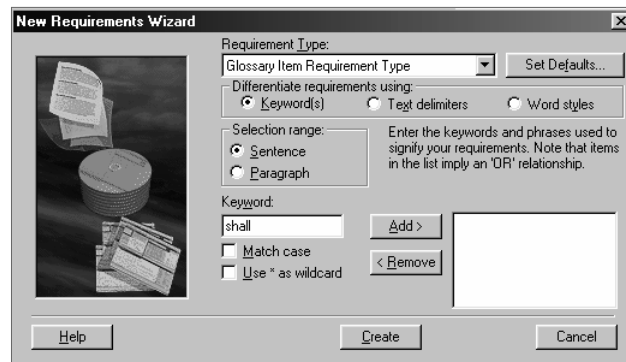 New Requirements Wizard
Requirement Type:
Glossary Item Requirement Type
Set Defaults...
Differentiate requirements using:
Keyword(s) Text delimiters Word styles
Selection range:
Sentence
Paragraph
Enter the keywords and phrases used to
signify your requirements. Note that items
in the list imply an 'OR' relationship.
Keyword:
shall
Match case
Use * as wildcard
Add >
< Remove
Help Create Cancel